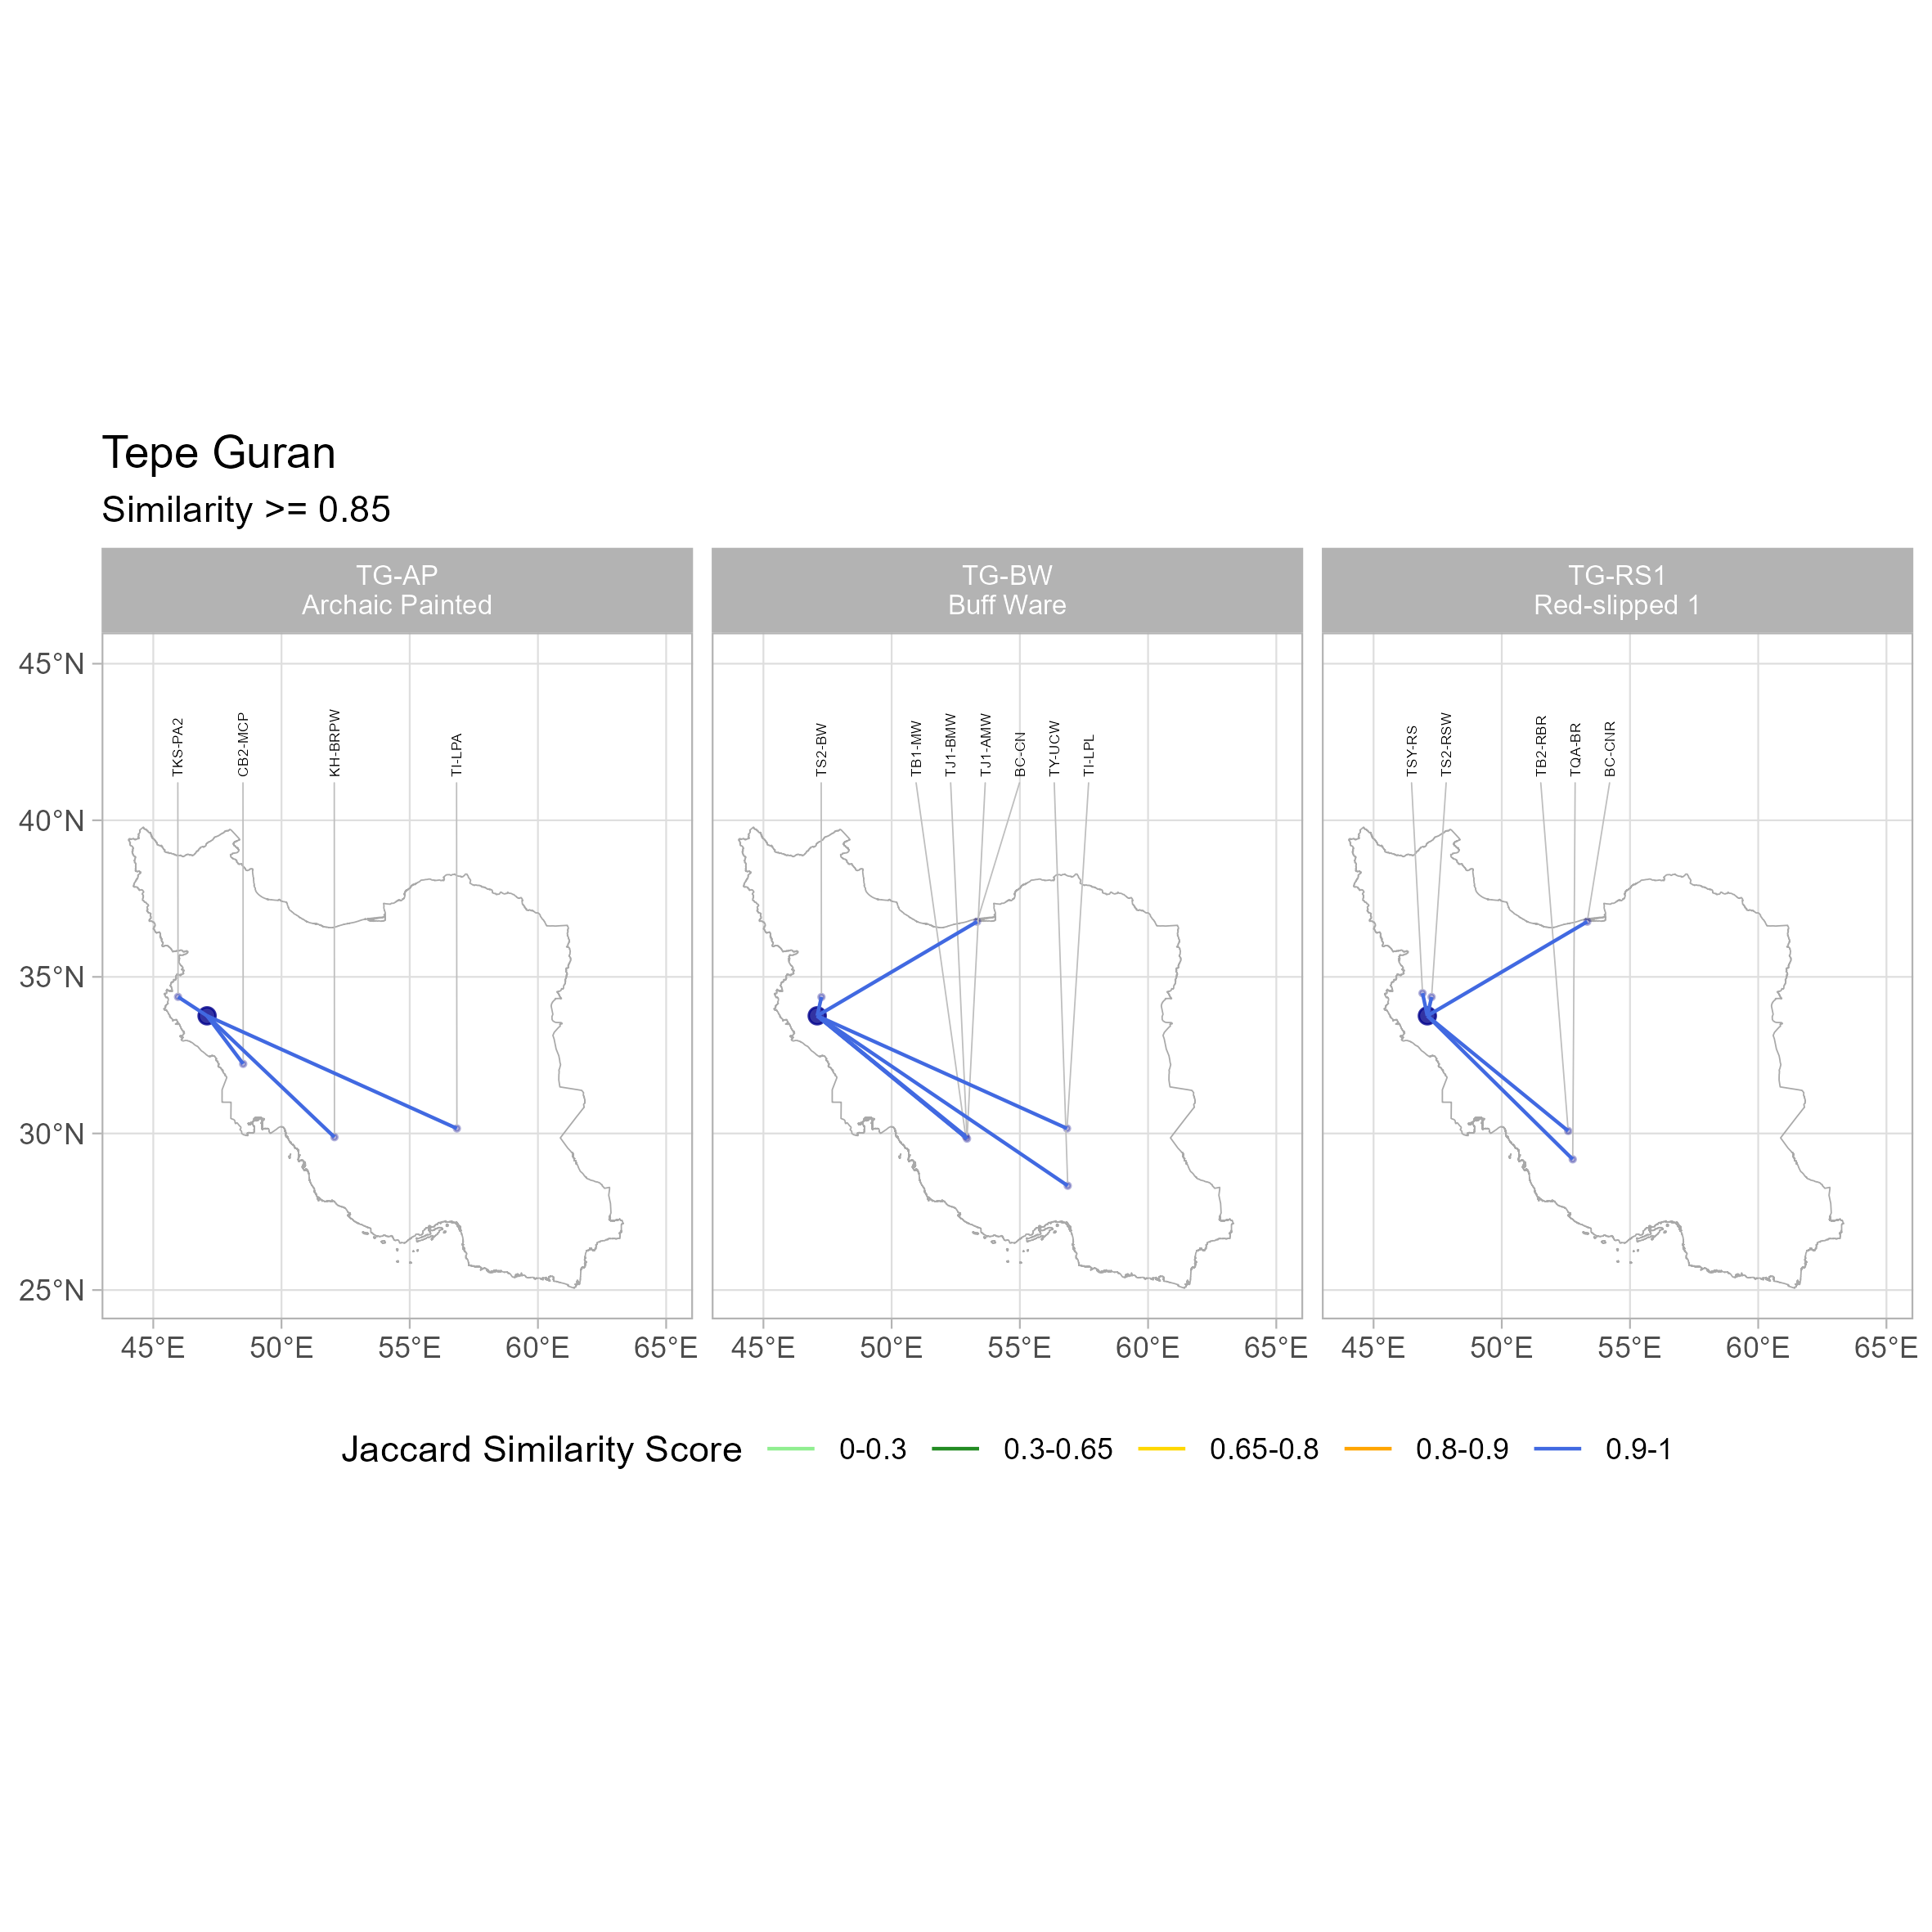 Tepe Guran
Similarity >= 0.85
TG-AP
Archaic Painted
TG-BW
Buff Ware
TG-RS1
Red-slipped 1
45°N
40°N
35°N
30°N
25°N
TKS-PA2
CB2-MCP
KH-BRPW
TI-LPA
TS2-BW
TB1-MW
TJ1-BMW
TJ1-AMW
BC-CN
TY-UCW
TI-LPL
TSY-RS
TS2-RSW
TB2-RBR
TQA-BR
BC-CNR
45°E 50°E 55°E 60°E 65°E
45°E 50°E 55°E 60°E 65°E
45°E 50°E 55°E 60°E 65°E
Jaccard Similarity Score 0-0.3 0.3-0.65 0.65-0.8 0.8-0.9 0.9-1